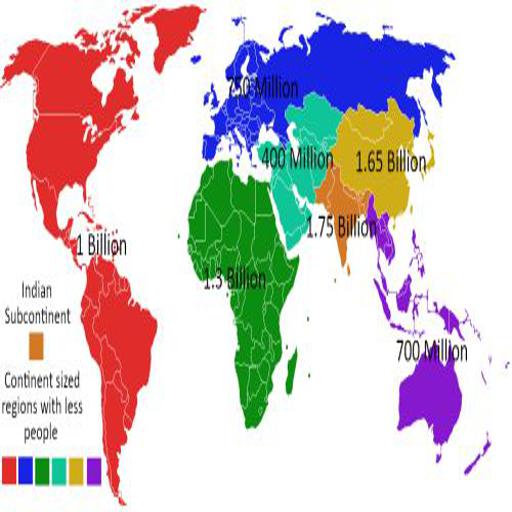 750 Million
400 Million
1.65 Billion
1.75 Billion
1 Billion
1.3 Billion
700 Million
Indian
Subcontinent
Continent sized
regions with less
people